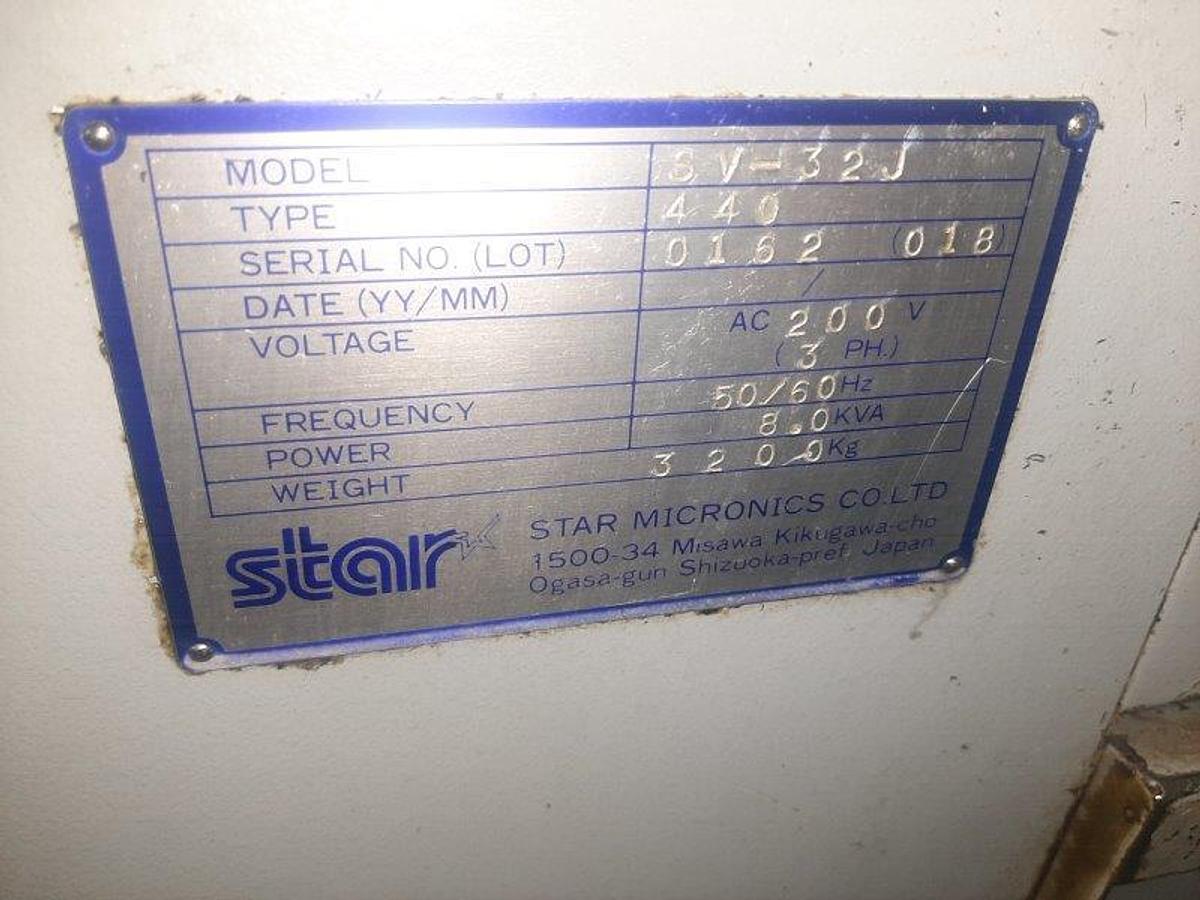 MODEL SV-32J
TYPE 440
SERIAL NO. (LOT) 0162 (018)
DATE (YY/MM) /
VOLTAGE AC 200 V
(3 PH.)
FREQUENCY 50/60Hz
POWER 8.0KVA
WEIGHT 3200Kg
star
STAR MICRONICS CO.LTD
1500-34 Misawa Kikugawa-cho
Ogasa-gun Shizuoka-pref. Japan